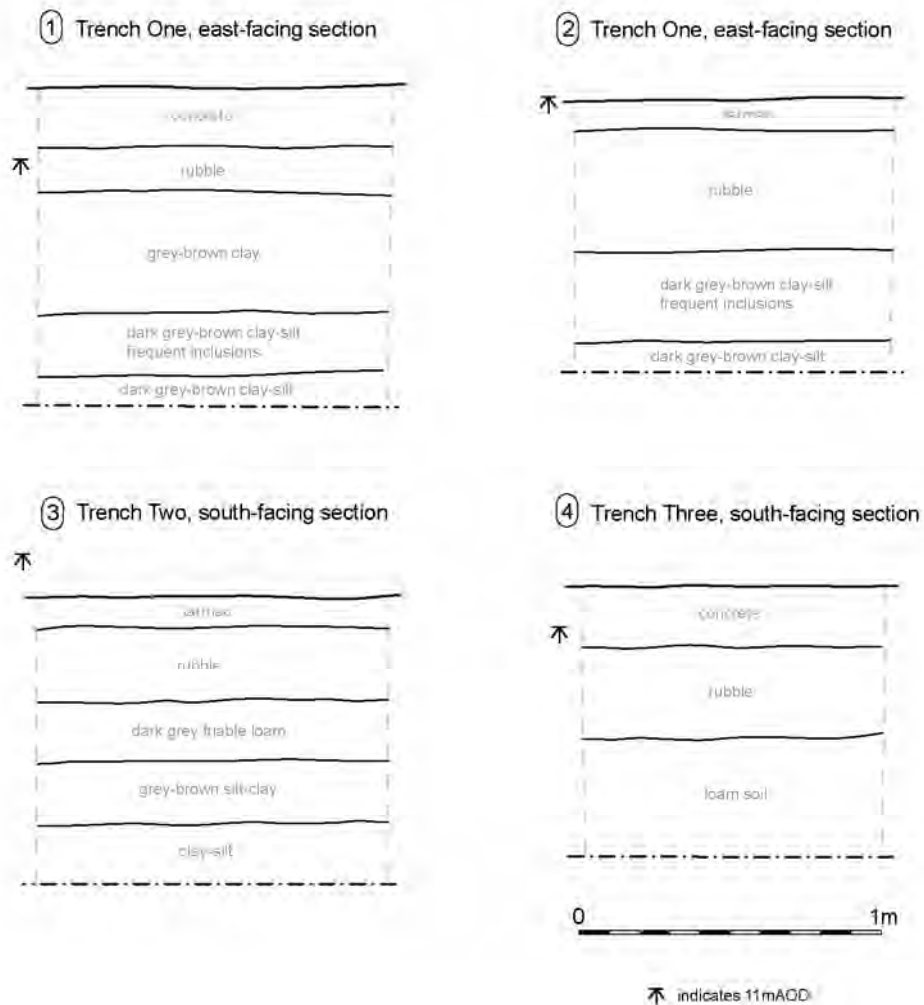 1 Trench One, east-facing section
concrete
rubble
grey-brown clay
dark grey-brown clay-silt
frequent inclusions
dark grey-brown clay-silt
2 Trench One, east-facing section
tarmac
rubble
dark grey-brown clay-silt
frequent inclusions
dark grey-brown clay-silt
3 Trench Two, south-facing section
tarmac
rubble
dark grey friable loam
grey-brown silt-clay
clay-silt
4 Trench Three, south-facing section
concrete
rubble
loam soil
0 1m
indicates 11mAOD